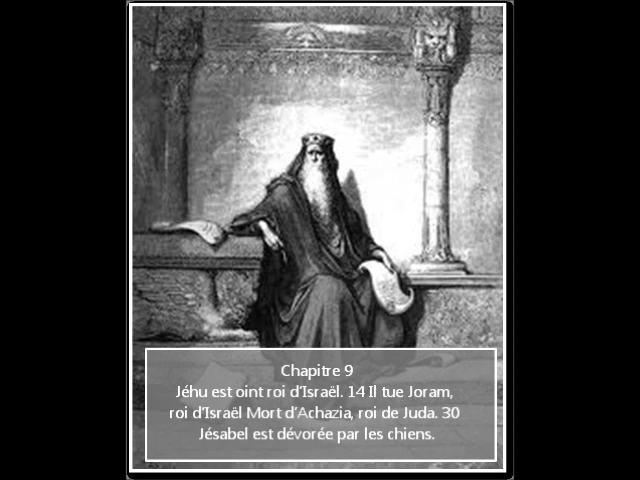 Chapitre 9
Jéhu est oint roi d'Israël. 14 Il tue Joram,
roi d'Israël Mort d'Achazia, roi de Juda. 30
Jésabel est dévorée par les chiens.